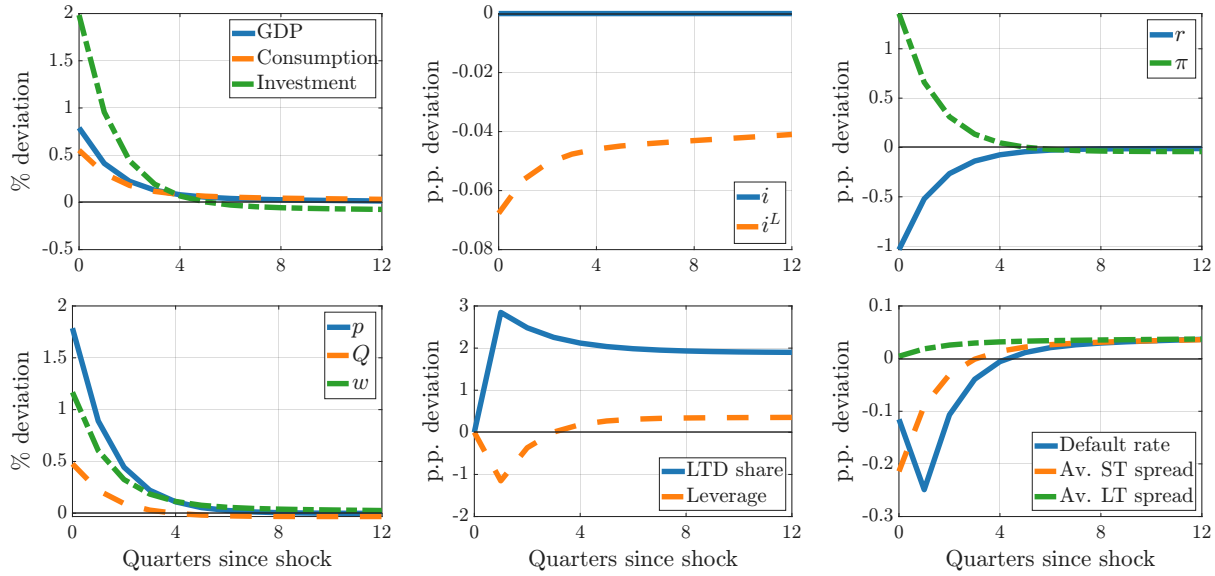 2
1.5
1
0.5
0
-0.5
% deviation
GDP
Consumption
Investment
0 4 8 12
0
-0.02
-0.04
-0.06
-0.08
p.p. deviation
i
i^L
0 4 8 12
1
0.5
0
-0.5
-1
p.p. deviation
r
π
0 4 8 12
2
1.5
1
0.5
0
% deviation
p
Q
w
0 4 8 12
Quarters since shock
3
2
1
0
-1
-2
p.p. deviation
LTD share
Leverage
0 4 8 12
Quarters since shock
0.1
0
-0.1
-0.2
-0.3
p.p. deviation
Default rate
Av. ST spread
Av. LT spread
0 4 8 12
Quarters since shock